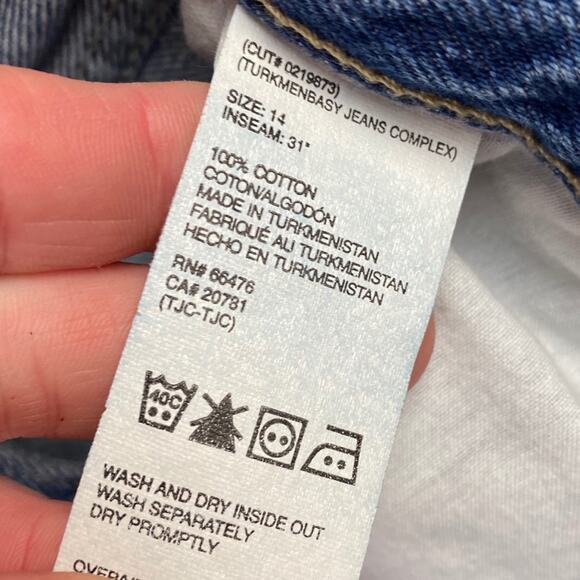 (CUT# 0219873)
(TURKMENBASY JEANS COMPLEX)
SIZE: 14
INSEAM: 31"
100% COTTON
COTON/ALGODÓN
MADE IN TURKMENISTAN
FABRIQUÉ AU TURKMENISTAN
HECHO EN TURKMENISTAN
RN# 66476
CA# 20781
(TJC-TJC)
40C
WASH AND DRY INSIDE OUT
WASH SEPARATELY
DRY PROMPTLY